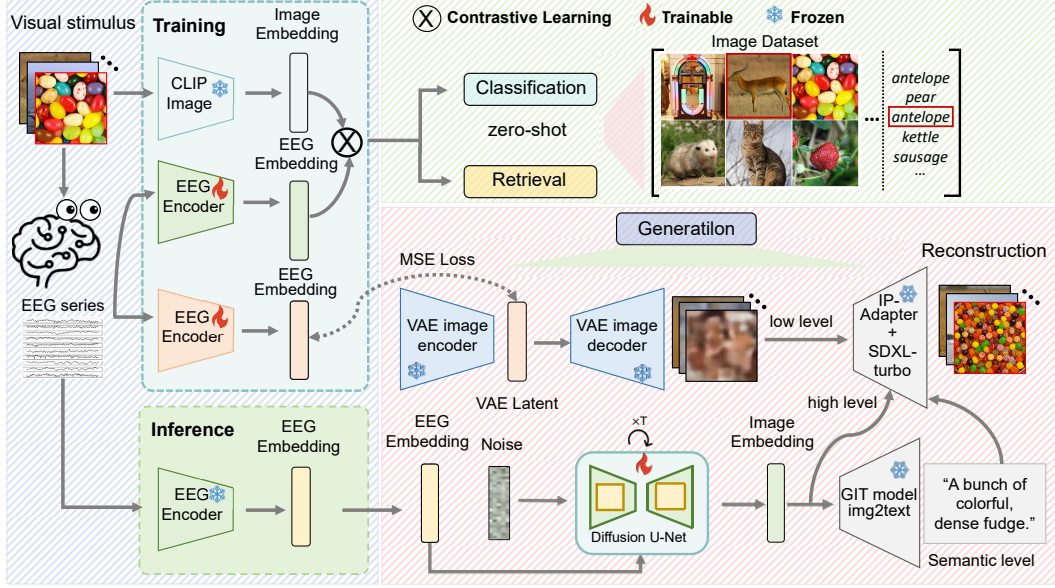 Visual stimulus
Training
Image
Embedding
CLIP
Image
EEG
Embedding
EEG
Encoder
EEG
Embedding
EEG
Encoder
EEG series
Inference
EEG
Embedding
EEG
Encoder
Contrastive Learning
Trainable
Frozen
Image Dataset
Classification
zero-shot
Retrieval
...
antelope
pear
antelope
kettle
sausage
...
Generatilon
Reconstruction
MSE Loss
VAE image
encoder
VAE image
decoder
low level
IP-
Adapter
+
SDXL-
turbo
VAE Latent
high level
EEG
Embedding
Noise
×T
Image
Embedding
Diffusion U-Net
GIT model
img2text
“A bunch of
colorful,
dense fudge.”
Semantic level